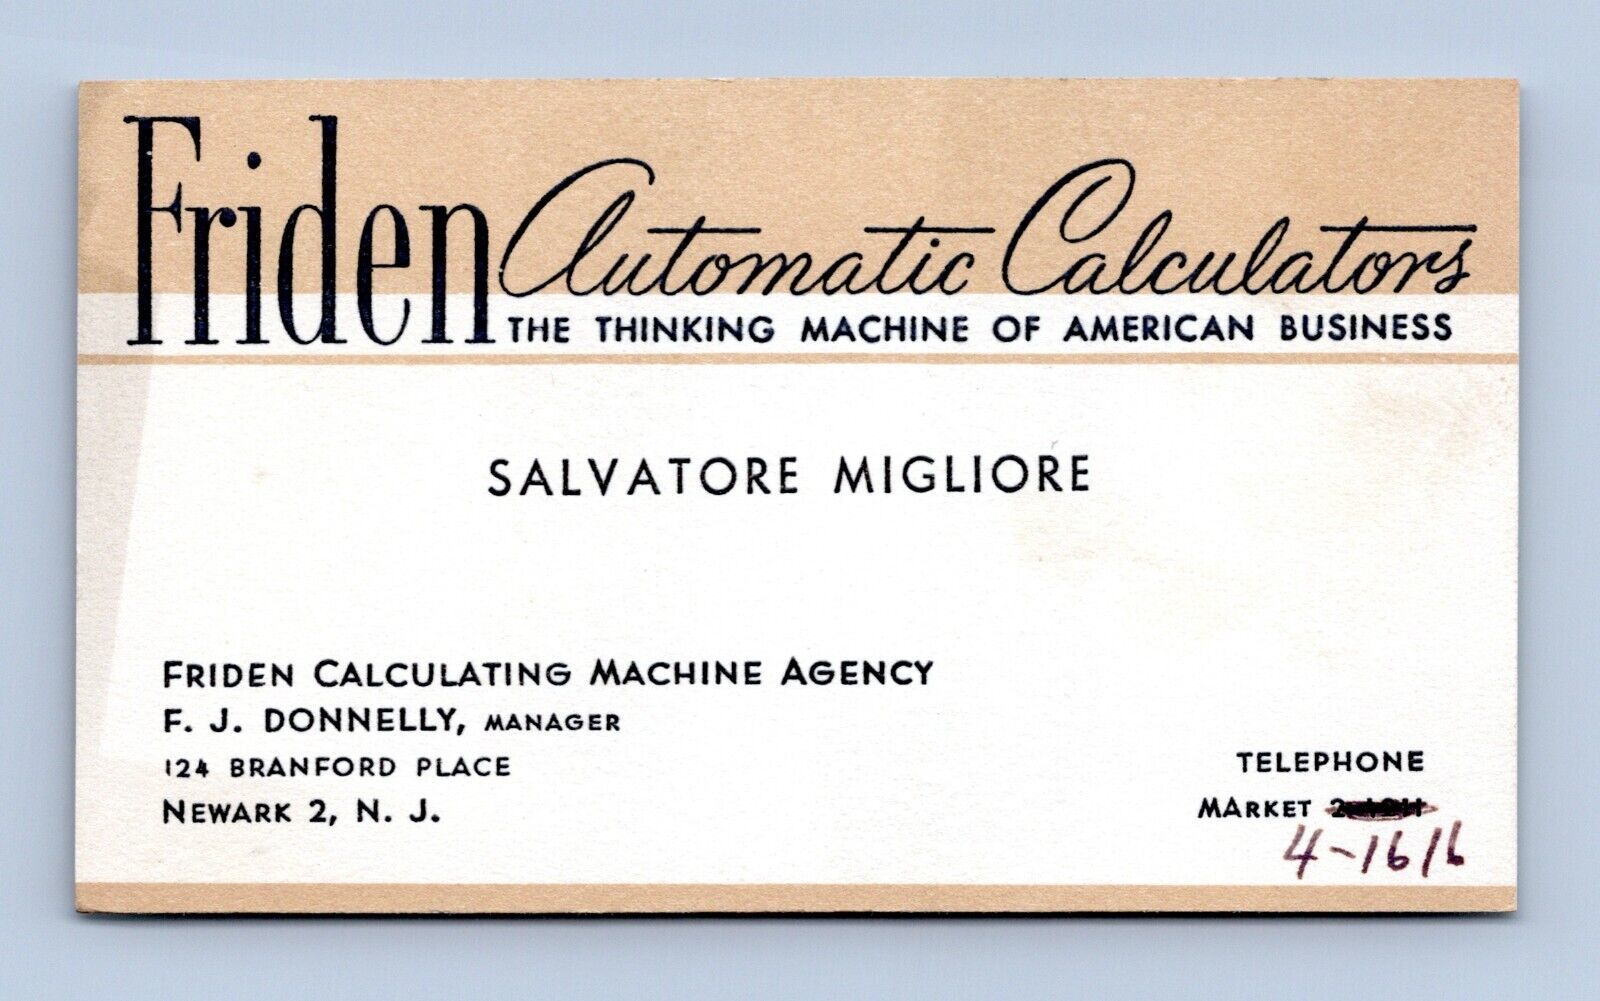 Friden Automatic Calculators
THE THINKING MACHINE OF AMERICAN BUSINESS
SALVATORE MIGLIORE
FRIDEN CALCULATING MACHINE AGENCY
F. J. DONNELLY, MANAGER
124 BRANFORD PLACE
NEWARK 2, N. J.
TELEPHONE
MARKET
4-1616